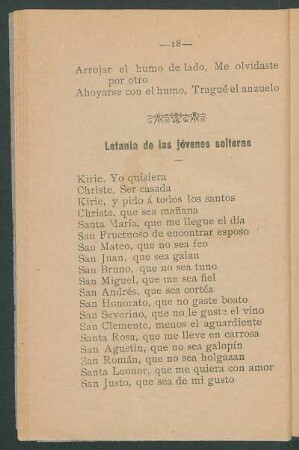 —18—
Arrojar el humo de lado, Me olvidaste
por otro
Ahoyarse con el humo, Tragué el anzuelo
Letania de las jóvenes solteras
Kirie. Yo quisiera
Christe. Ser casada
Kirie, y pido á todos los santos
Christe, que sea mañana
Santa María, que me llegue el día
San Fructuoso de encontrar esposo
San Mateo, que no sea feo
San Juan, que sea galan
San Bruno, que no sea tuno
San Miguel, que me sea fiel
San Andrés, que sea cortéz
San Honorato, que no gaste boato
San Severino, que no le guste el vino
San Clemente, menos el aguardiente
Santa Rosa, que me lleve en carrosa
San Agustin, que no sea galopín
San Román, que no sea holgazan
Santa Leonor, que me quiera con amor
San Justo, que sea de mi gusto